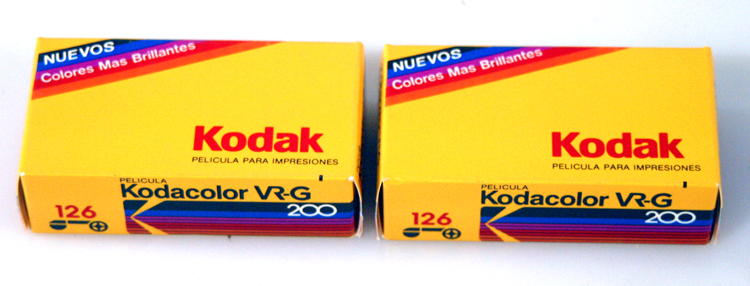 NUEVOS
Colores Mas Brillantes
Kodak
PELICULA PARA IMPRESIONES
PELICULA
Kodacolor VR-G
126
200
NUEVOS
Colores Mas Brillantes
Kodak
PELICULA PARA IMPRESIONES
PELICULA
Kodacolor VR-G
126
200